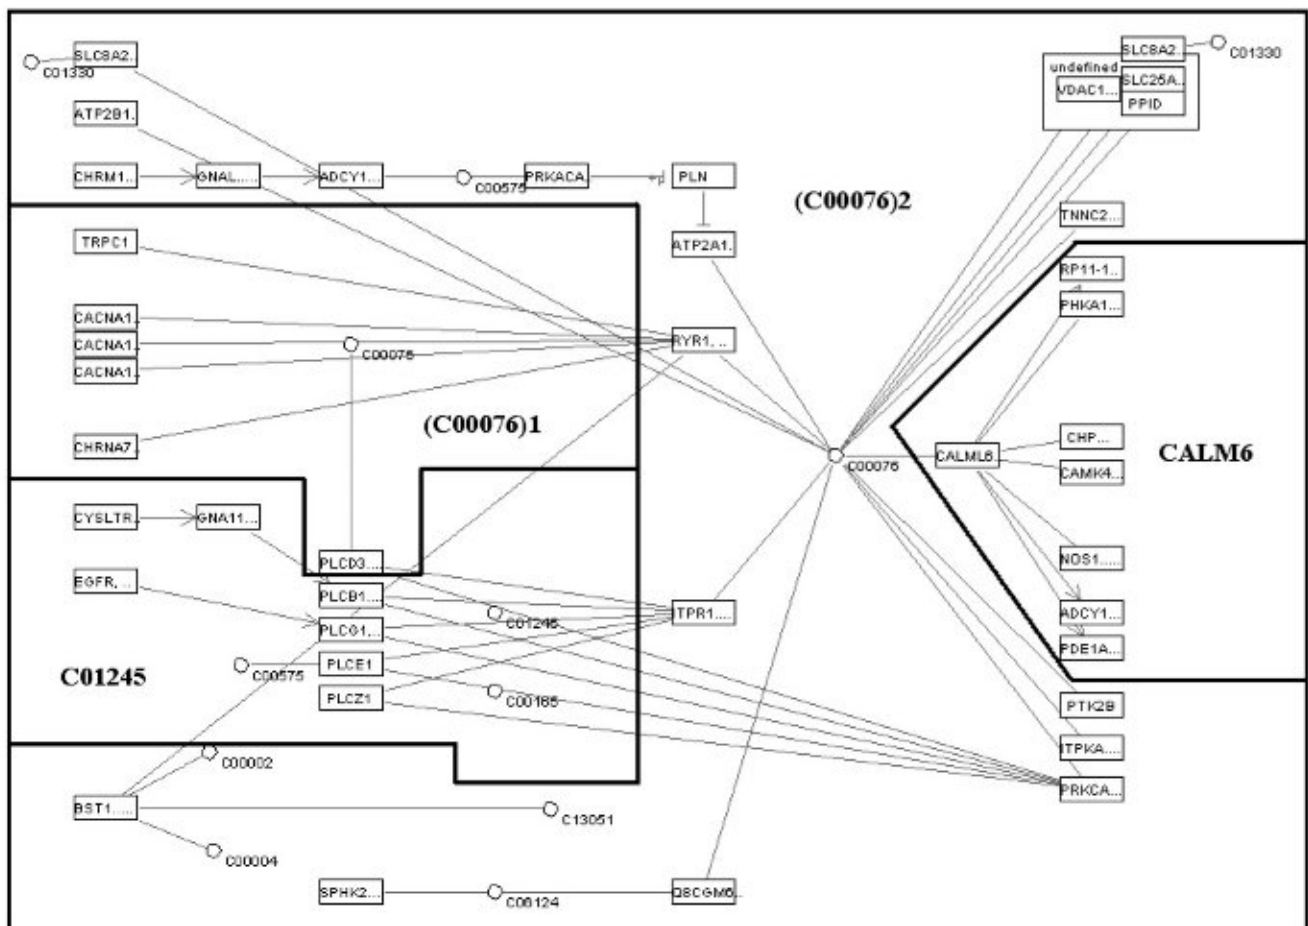 SLC8A2..
C01330
SLC8A2..
C01330
undefined
SLC25A..
VDAC1...
PPID
ATP2B1..
CHRM1...
GNAL.....
ADCY1...
C00575
PRKACA..
+p
PLN
(C00076)2
TNNC2...
TRPC1
ATP2A1..
RP11-1..
PHKA1...
CACNA1..
CACNA1..
CACNA1..
C00076
RYR1, ...
(C00076)1
CHRNA7..
CHP...
CALML6..
CAMK4...
C00076
CALM6
CYSLTR..
GNA11...
PLCD3...
NOS1.....
EGFR, ...
PLCB1....
C01245
ITPR1....
ADCY1...
PLCG1,...
PDE1A...
C01245
C00575
PLCE1
PLCZ1
C00165
PTK2B
ITPKA....
C00002
PRKCA...
BST1.....
C13051
C00004
SPHK2...
C06124
Q8CGM6..